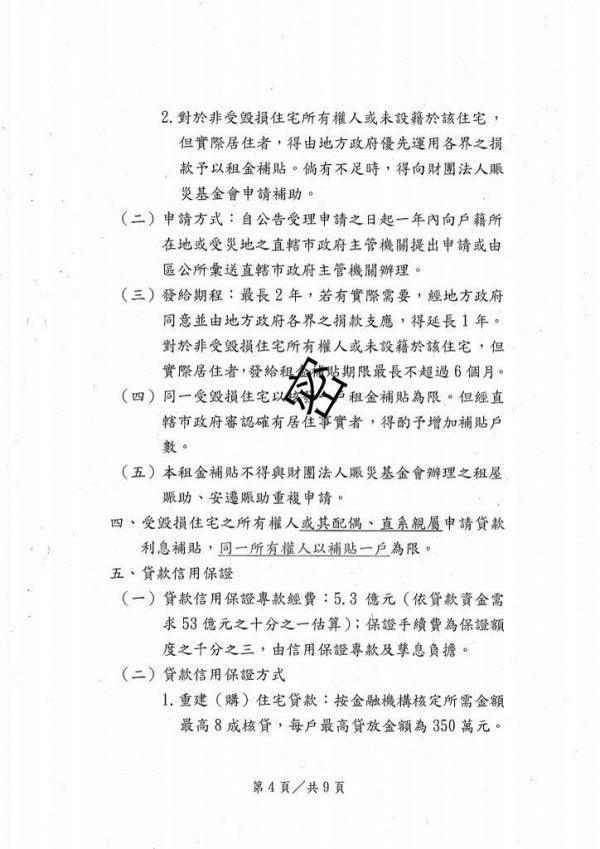 2.對於非受毀損住宅所有權人或未設籍於該住宅，
但實際居住者，得由地方政府優先運用各界之捐
款予以租金補貼。倘有不足時，得向財團法人賑
災基金會申請補助。
（二）申請方式：自公告受理申請之日起一年內向戶籍所
在地或受災地之直轄市政府主管機關提出申請或由
區公所彙送直轄市政府主管機關辦理。
（三）發給期程：最長2年，若有實際需要，經地方政府
同意並由地方政府各界之捐款支應，得延長1年。
對於非受毀損住宅所有權人或未設籍於該住宅，但
實際居住者，發給租金補貼期限最長不超過6個月。
密
（四）同一受毀損住宅以核 戶租金補貼為限。但經直
轄市政府審認確有居住事實者，得酌予增加補貼戶
數。
（五）本租金補貼不得與財團法人賑災基金會辦理之租屋
賑助、安遷賑助重複申請。
四、受毀損住宅之所有權人或其配偶、直系親屬申請貸款
利息補貼，同一所有權人以補貼一戶為限。
五、貸款信用保證
（一）貸款信用保證專款經費：5.3億元（依貸款資金需
求53億元之十分之一估算）；保證手續費為保證額
度之千分之三，由信用保證專款及孳息負擔。
（二）貸款信用保證方式
1.重建（購）住宅貸款：按金融機構核定所需金額
最高8成核貸，每戶最高貸放金額為350萬元。
第4頁／共9頁